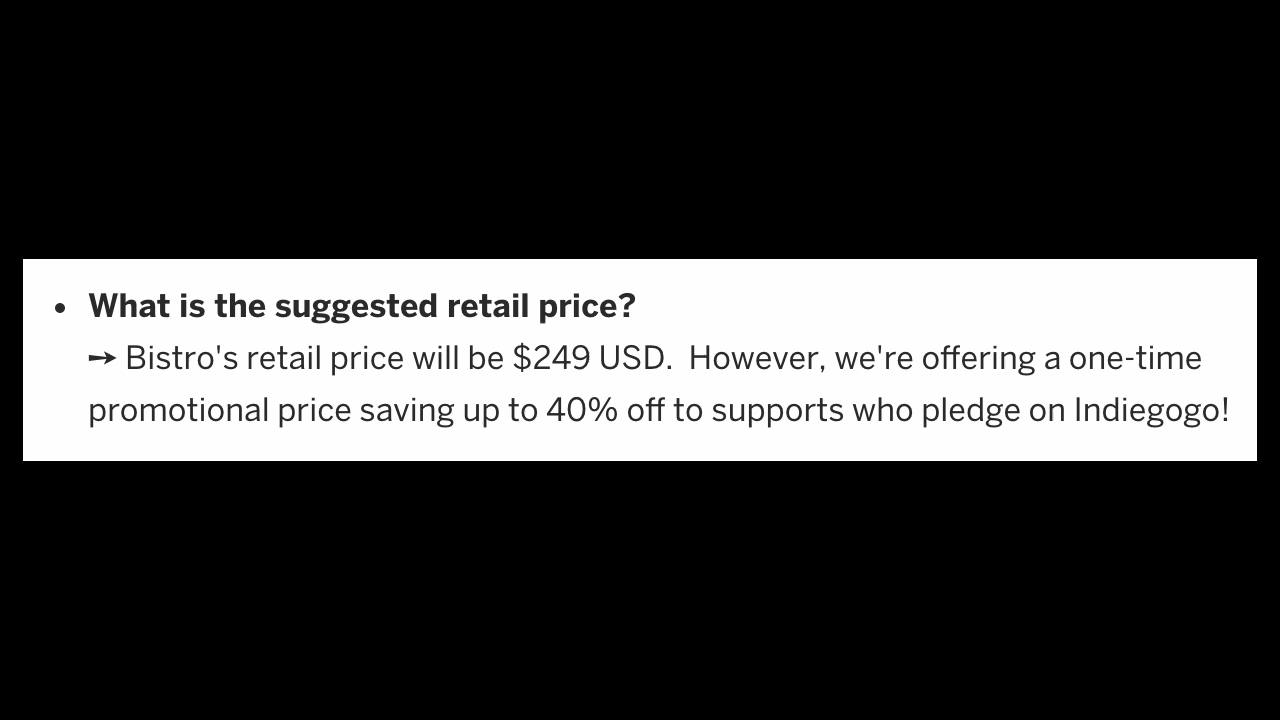 • What is the suggested retail price?
➙ Bistro's retail price will be $249 USD.  However, we're offering a one-time
promotional price saving up to 40% off to supports who pledge on Indiegogo!